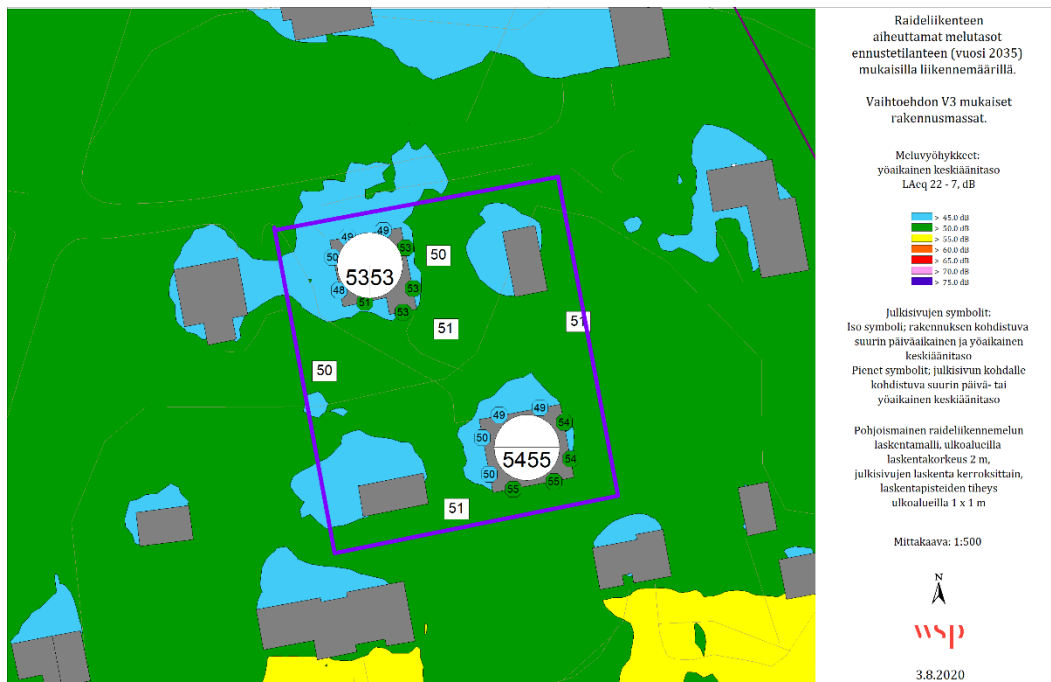 Raideliikenteen
aiheuttamat melutasot
ennustetilanteen (vuosi 2035)
mukaisilla liikennemäärillä.
Vaihtoehdon V3 mukaiset
rakennusmassat.
Meluvyöhykkeet:
yöaikainen keskiäänitaso
LAeq 22 - 7, dB
> 45.0 dB
> 50.0 dB
> 55.0 dB
> 60.0 dB
> 65.0 dB
> 70.0 dB
> 75.0 dB
Julkisivujen symbolit:
Iso symboli; rakennuksen kohdistuva
suurin päiväaikainen ja yöaikainen
keskiäänitaso
Pienet symbolit; julkisivun kohdalle
kohdistuva suurin päivä- tai
yöaikainen keskiäänitaso
Pohjoismainen raideliikennemelun
laskentamalli, ulkoalueilla
laskentakorkeus 2 m,
julkisivujen laskenta kerroksittain,
laskentapisteiden tiheys
ulkoalueilla 1 x 1 m
Mittakaava: 1:500
N
wsp
3.8.2020
49 49
53
50
50
5353
48
53
51
53
51
51
50
49 49
54
50
5455
54
50
55
55
51